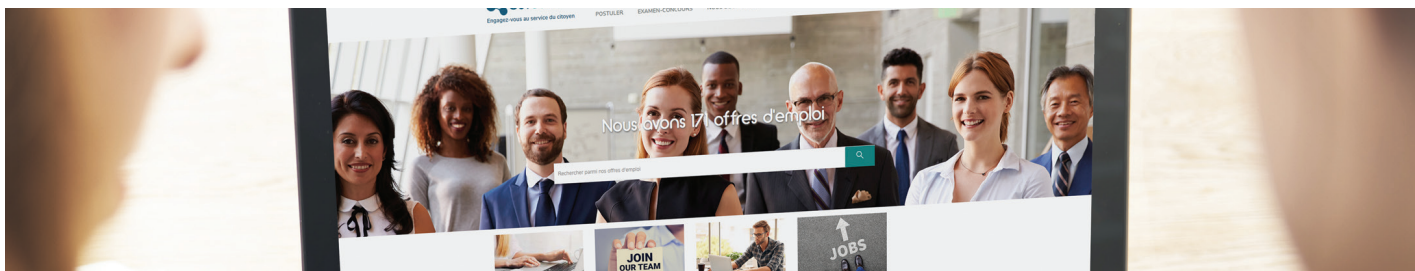 Engagez-vous au service du citoyen
POSTULER EXAMEN-CONCOURS
Nous avons 171 offres d'emploi
Rechercher parmi nos offres d'emploi
JOIN
OUR TEAM
JOBS